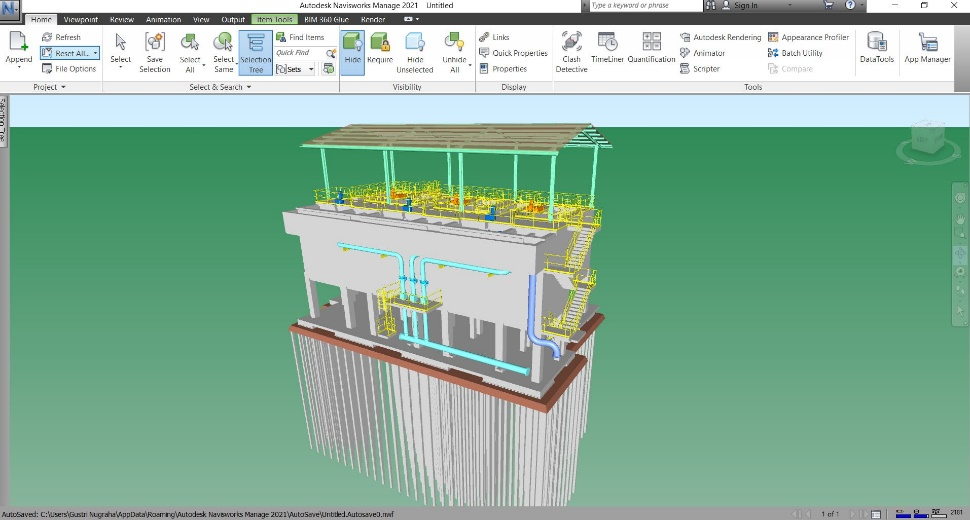 Autodesk Navisworks Manage 2021 Untitled
Type a keyword or phrase
Sign In
Home Viewpoint Review Animation View Output Item Tools BIM 360 Glue Render
Append
Refresh
Reset All...
File Options
Project
Select
Save Selection
Select All
Select Same
Selection Tree
Find Items
Quick Find
Sets
Select & Search
Hide
Require
Hide Unselected
Unhide All
Visibility
Links
Quick Properties
Properties
Display
Clash Detective
TimeLiner
Quantification
Autodesk Rendering
Animator
Scripter
Appearance Profiler
Batch Utility
Compare
DataTools
App Manager
Tools
Selection Tree
AutoSaved: C:\Users\Gustri Nugraha\AppData\Roaming\Autodesk Navisworks Manage 2021\AutoSave\Untitled.Autosave0.nwf
1 of 1